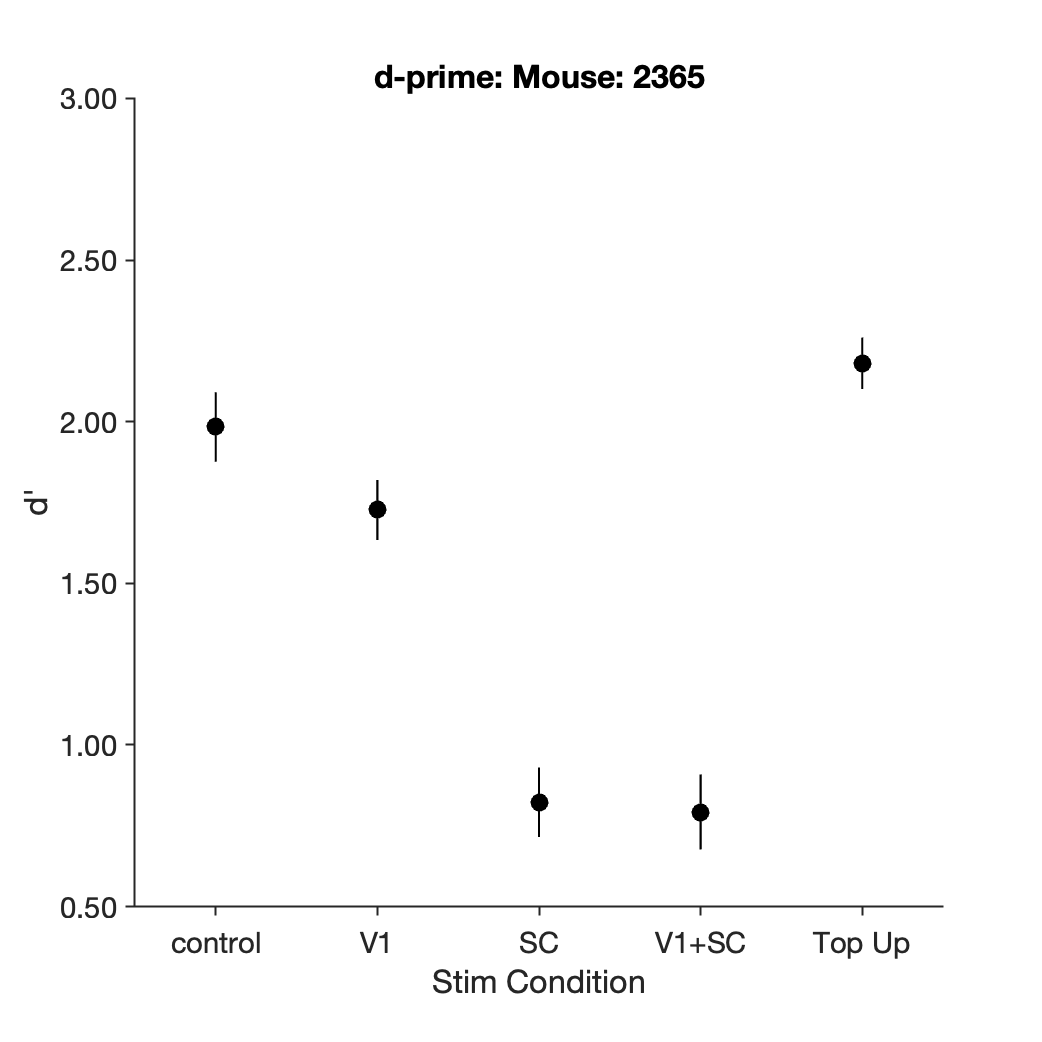 d-prime: Mouse: 2365
3.00
2.50
2.00
1.50
1.00
0.50
d'
control V1 SC V1+SC Top Up
Stim Condition